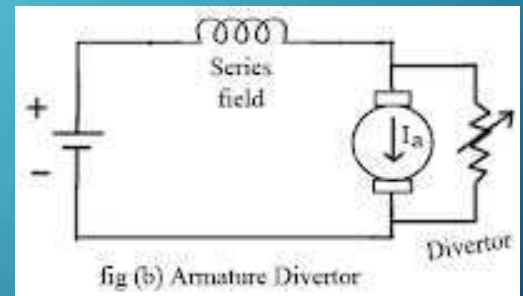 Series
field
+
−
Ia
Divertor
fig (b) Armature Divertor